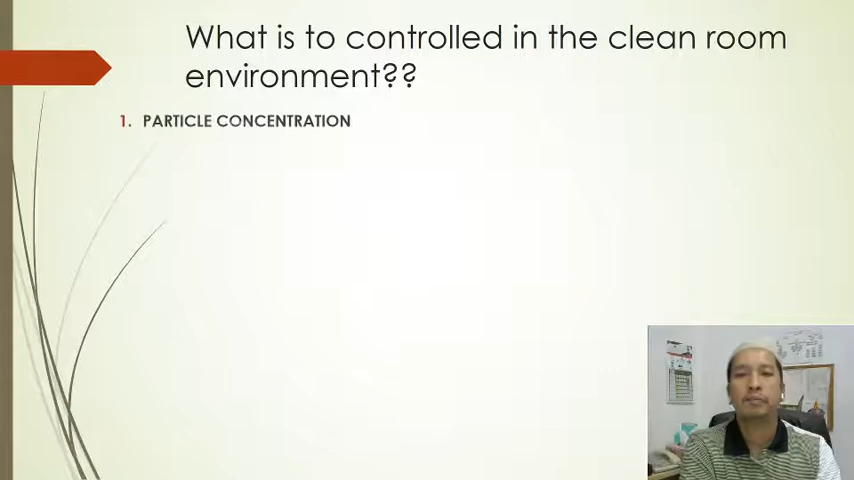 What is to controlled in the clean room
environment??
1. PARTICLE CONCENTRATION